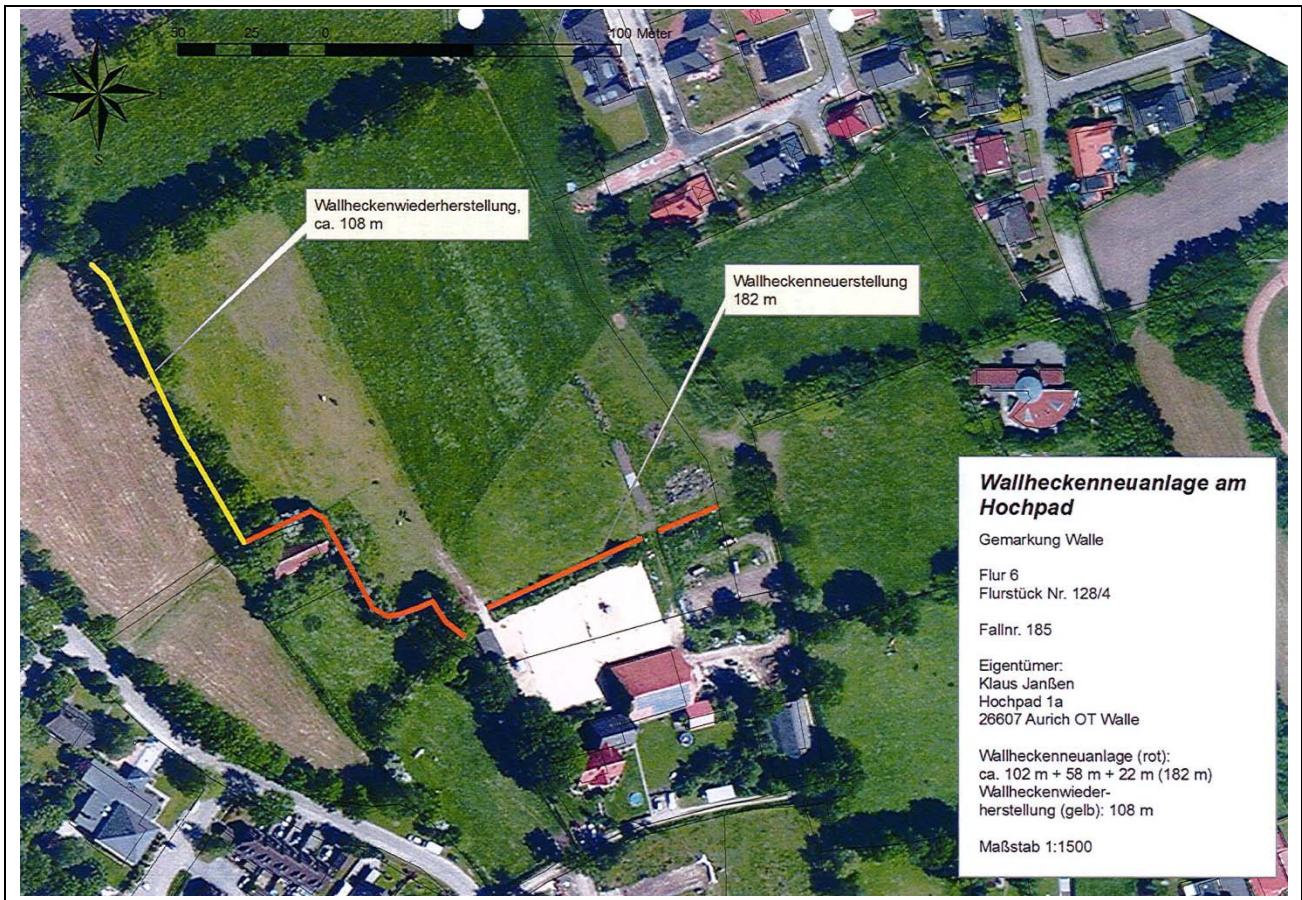 50 25 0 100 Meter
N
E
S
Wallheckenwiederherstellung,
ca. 108 m
Wallheckenneuerstellung
182 m
Wallheckenneuanlage am
Hochpad
Gemarkung Walle
Flur 6
Flurstück Nr. 128/4
Fallnr. 185
Eigentümer:
Klaus Janßen
Hochpad 1a
26607 Aurich OT Walle
Wallheckenneuanlage (rot):
ca. 102 m + 58 m + 22 m (182 m)
Wallheckenwieder-
herstellung (gelb): 108 m
Maßstab 1:1500